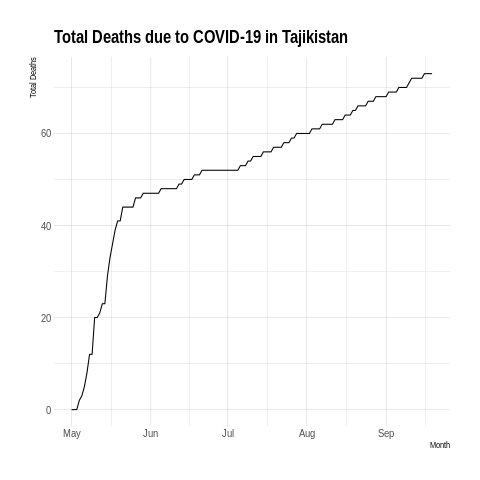 Total Deaths due to COVID-19 in Tajikistan
Total Deaths
60
40
20
0
May Jun Jul Aug Sep
Month